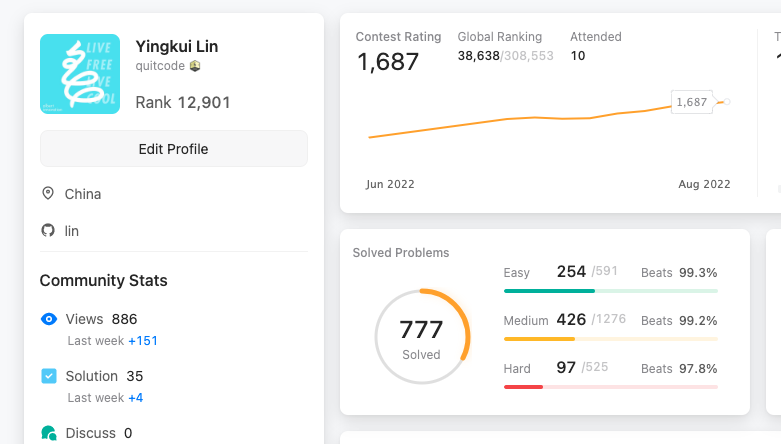 LIVE
FREE
LIVE
COOL
Yingkui Lin
quitcode
Rank 12,901
Edit Profile
China
lin
Community Stats
Views 886
Last week +151
Solution 35
Last week +4
Discuss 0
Contest Rating
1,687
Global Ranking
38,638/308,553
Attended
10
1,687
Jun 2022
Aug 2022
Solved Problems
777
Solved
Easy 254 /591 Beats 99.3%
Medium 426 /1276 Beats 99.2%
Hard 97 /525 Beats 97.8%